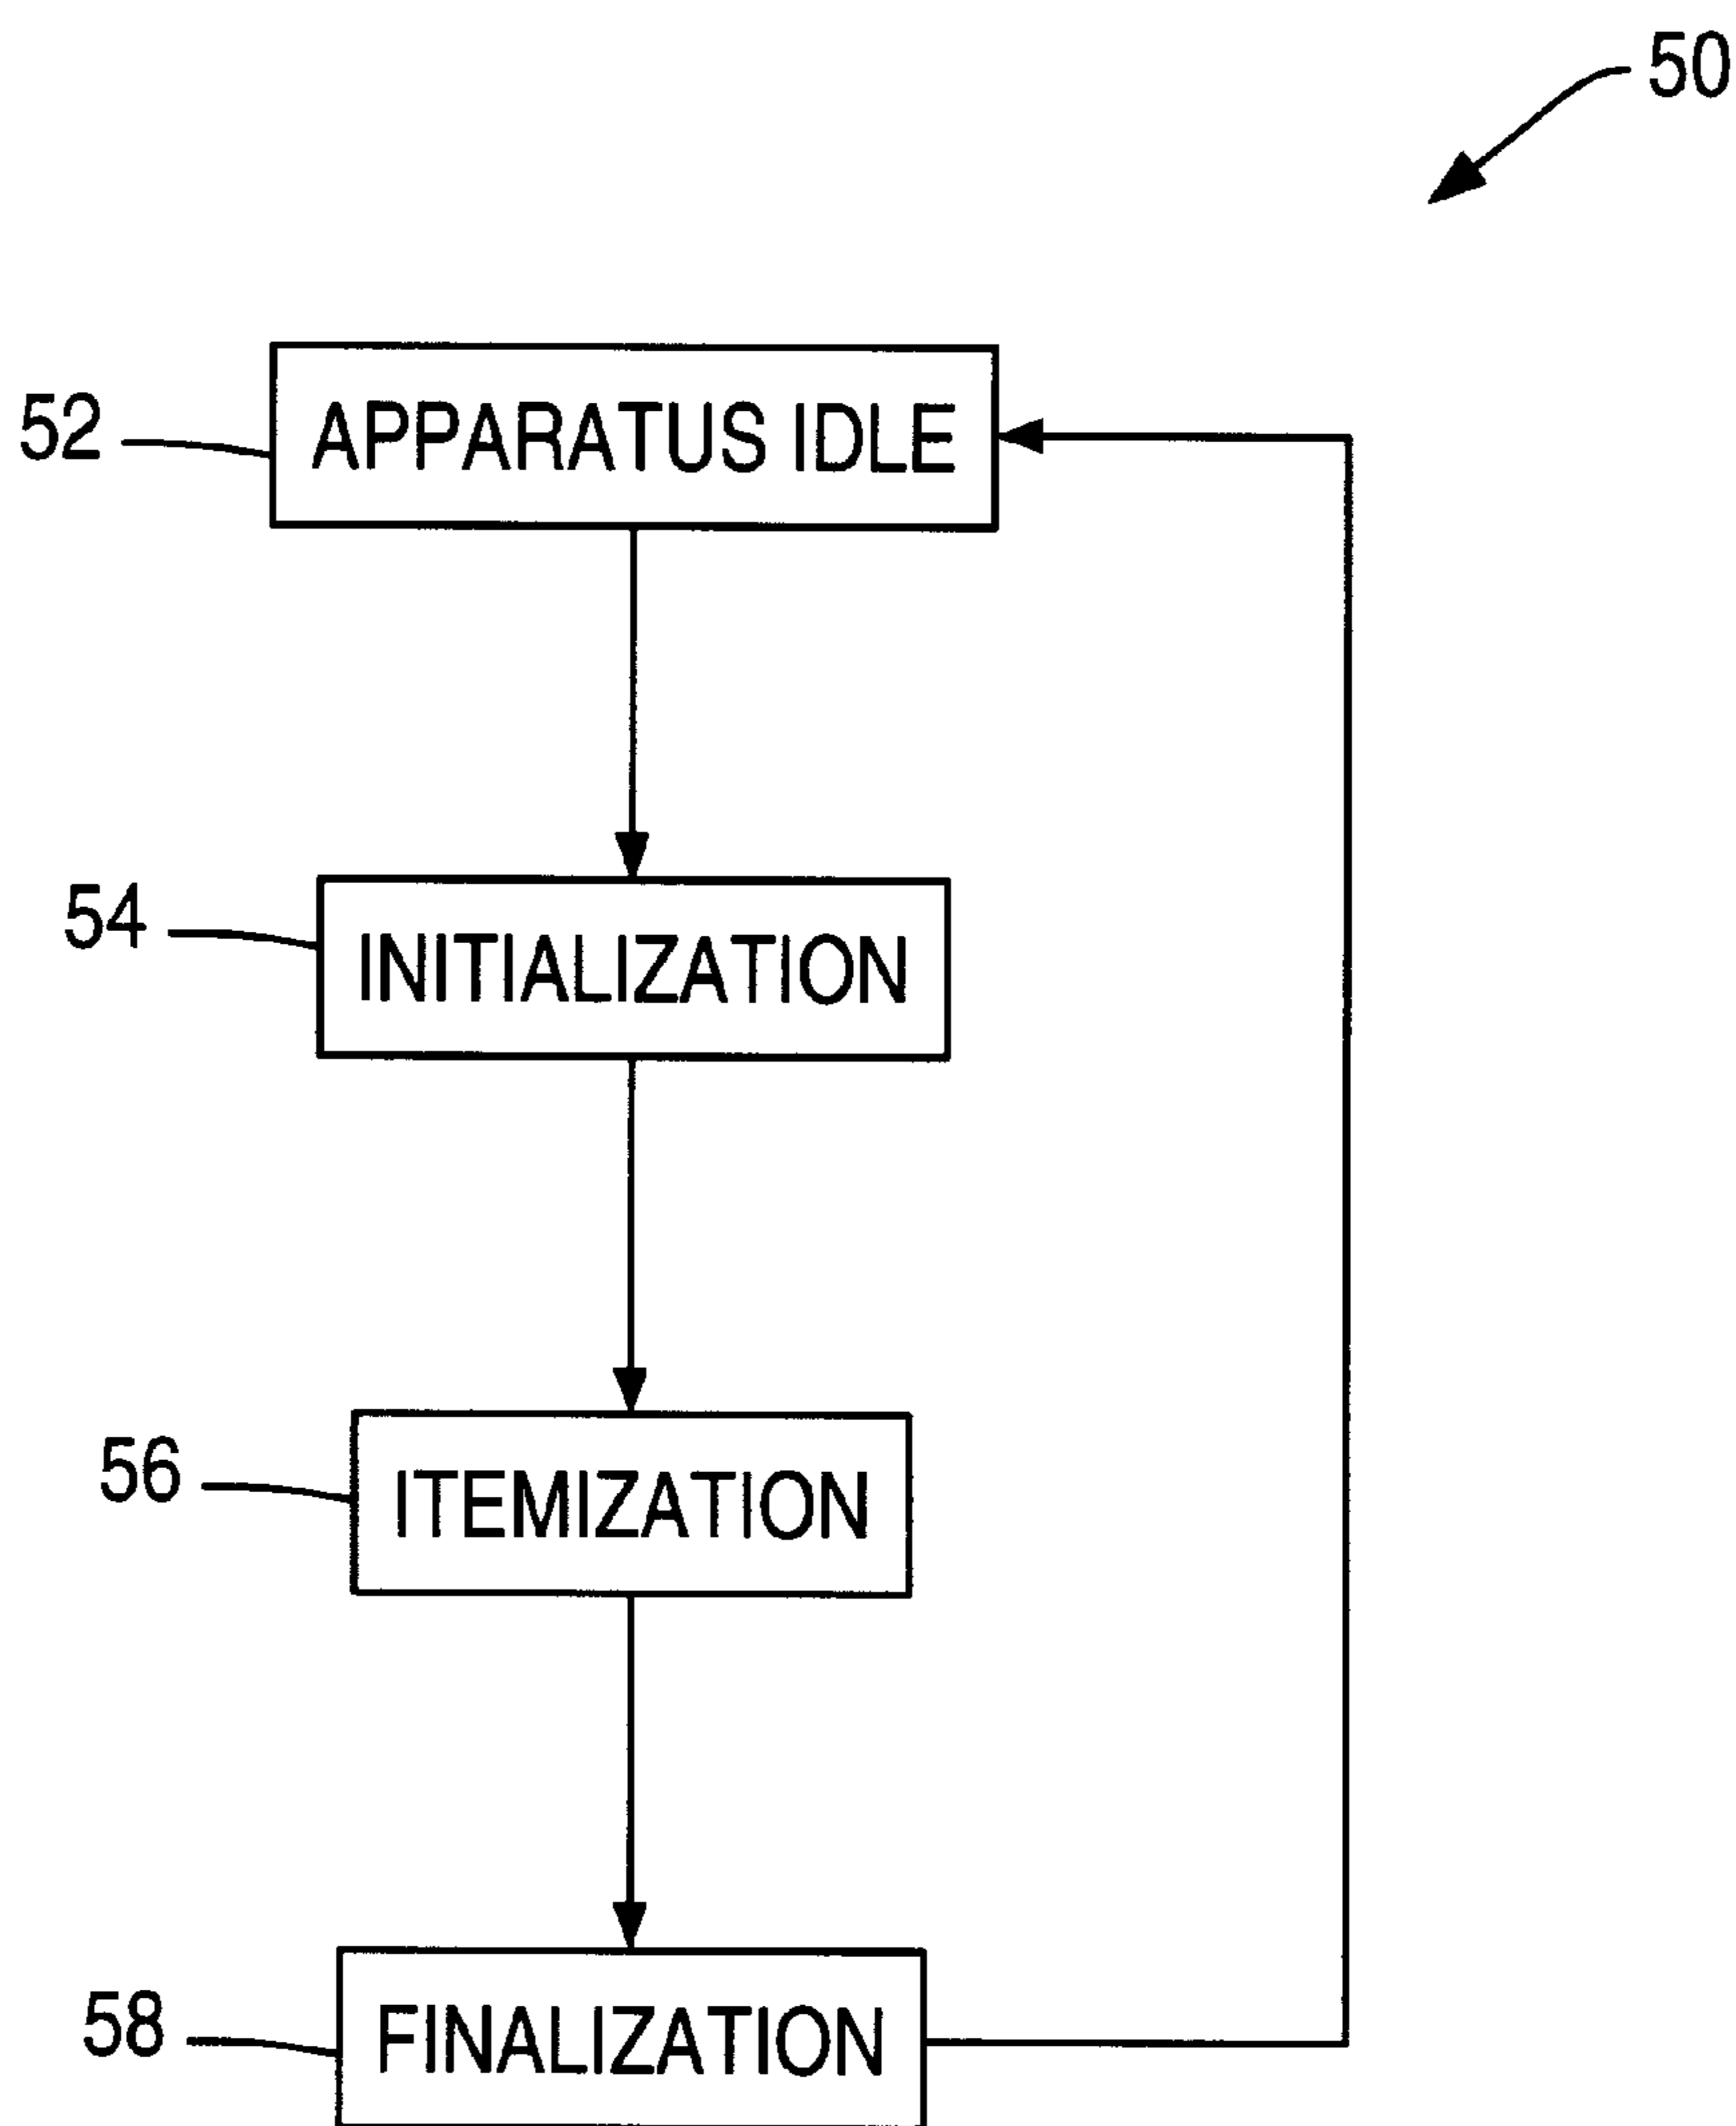 50
52 APPARATUS IDLE
54 INITIALIZATION
56 ITEMIZATION
58 FINALIZATION